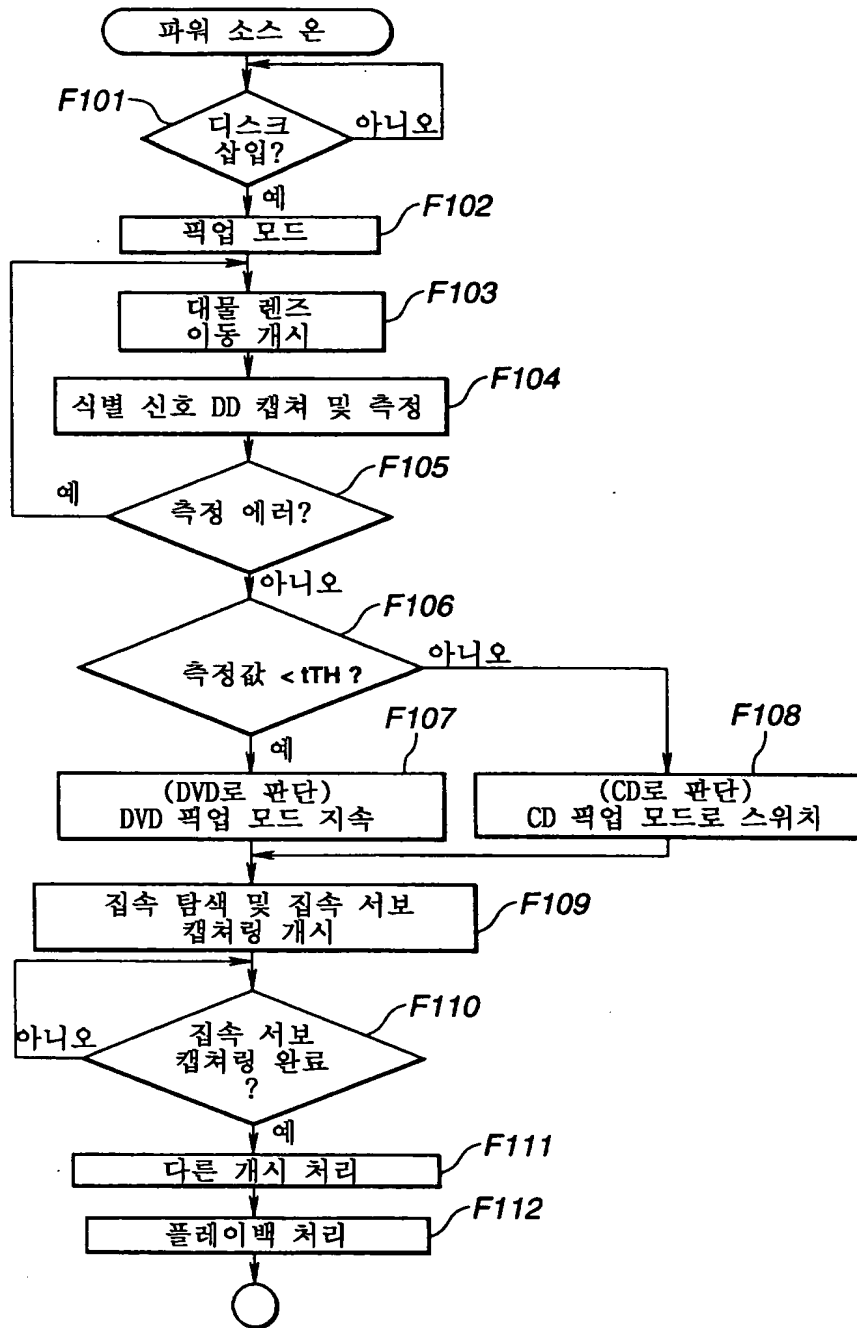 파워 소스 온
F101
디스크
삽입?
아니오
예
F102
픽업 모드
F103
대물 렌즈
이동 개시
F104
식별 신호 DD 캡쳐 및 측정
F105
예
측정 에러?
아니오
F106
측정값 < tTH ?
아니오
예
F107
(DVD로 판단)
DVD 픽업 모드 지속
F108
(CD로 판단)
CD 픽업 모드로 스위치
집속 탐색 및 집속 서보
캡쳐링 개시
F109
F110
아니오
집속 서보
캡쳐링 완료
?
예
F111
다른 개시 처리
F112
플레이백 처리